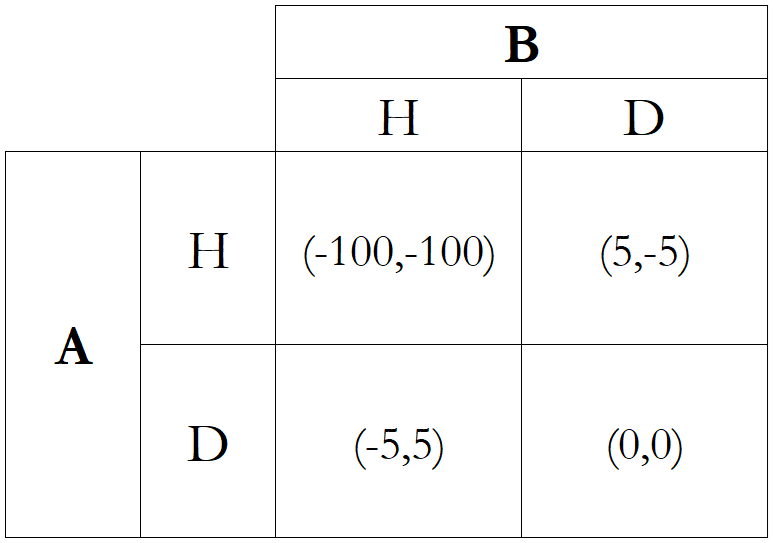 B
H D
H (-100,-100) (5,-5)
A
D (-5,5) (0,0)